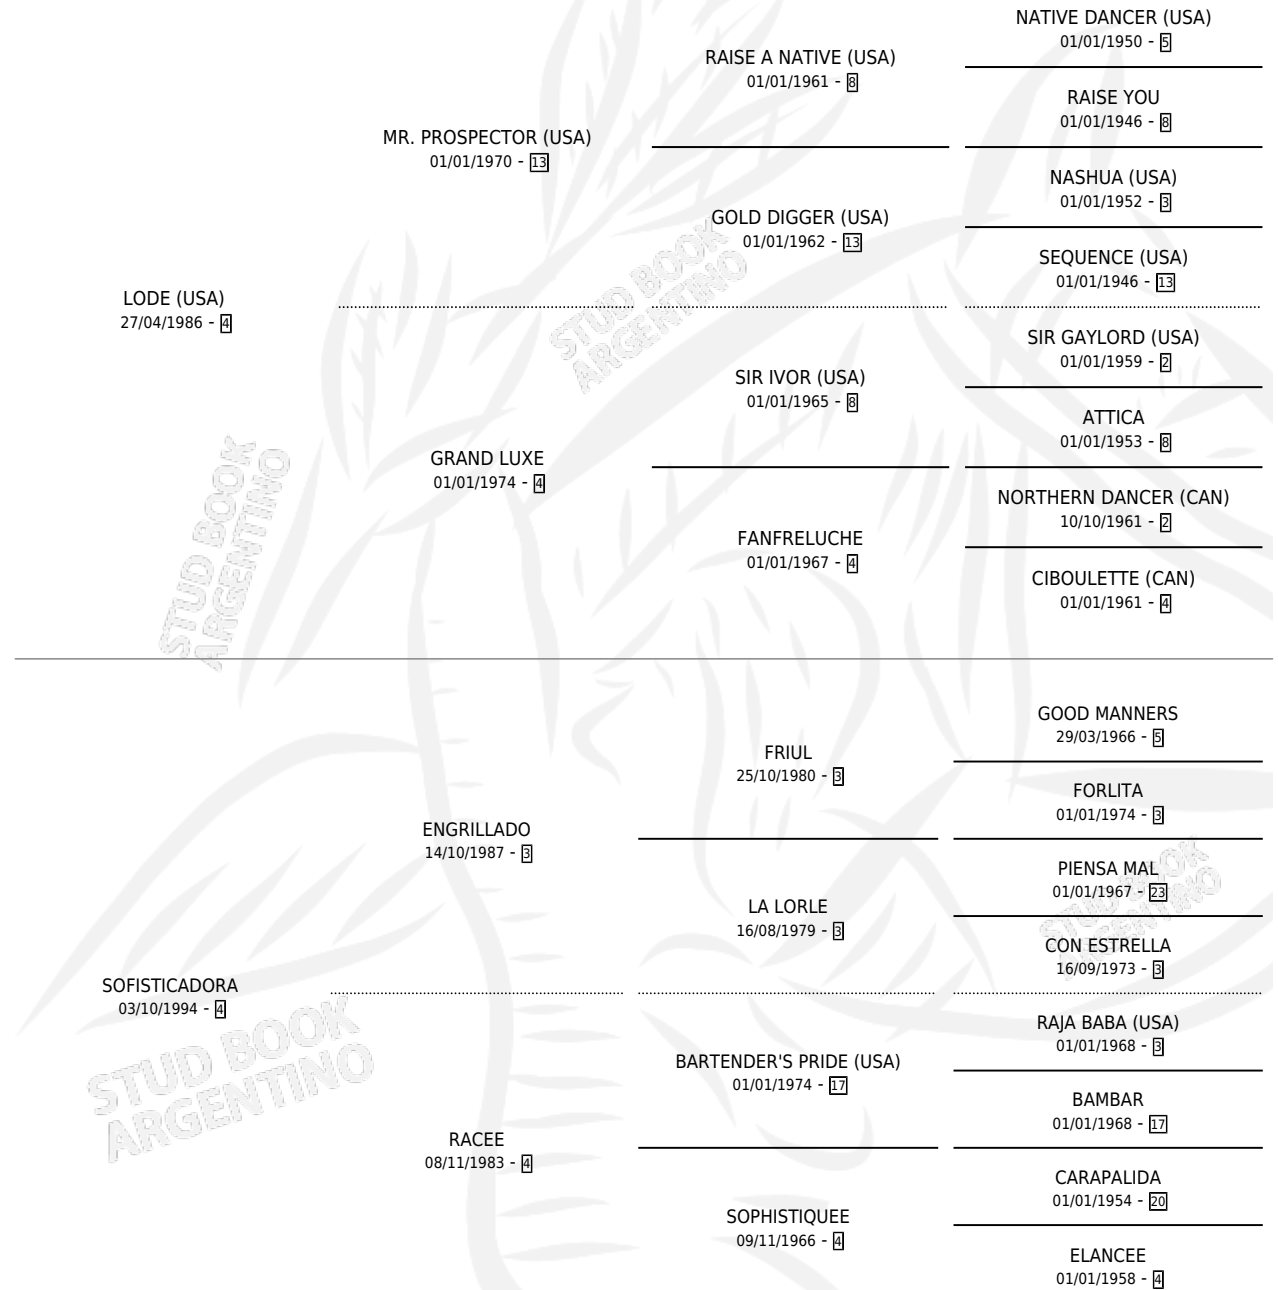 NATIVE DANCER (USA)
01/01/1950 - 5
RAISE A NATIVE (USA)
01/01/1961 - 8
RAISE YOU
01/01/1946 - 8
MR. PROSPECTOR (USA)
01/01/1970 - 13
NASHUA (USA)
01/01/1952 - 3
GOLD DIGGER (USA)
01/01/1962 - 13
SEQUENCE (USA)
01/01/1946 - 13
LODE (USA)
27/04/1986 - 4
STUD BOOK
ARGENTINO
SIR GAYLORD (USA)
01/01/1959 - 2
SIR IVOR (USA)
01/01/1965 - 8
ATTICA
01/01/1953 - 8
GRAND LUXE
01/01/1974 - 4
NORTHERN DANCER (CAN)
10/10/1961 - 2
FANFRELUCHE
01/01/1967 - 4
CIBOULETTE (CAN)
01/01/1961 - 4
STUD BOOK
ARGENTINO
GOOD MANNERS
29/03/1966 - 5
FRIUL
25/10/1980 - 3
FORLITA
01/01/1974 - 3
ENGRILLADO
14/10/1987 - 3
PIENSA MAL
01/01/1967 - 23
LA LORLE
16/08/1979 - 3
STUD BOOK
ARGENTINO
CON ESTRELLA
16/09/1973 - 3
SOFISTICADORA
03/10/1994 - 4
RAJA BABA (USA)
01/01/1968 - 3
STUD BOOK
ARGENTINO
BARTENDER'S PRIDE (USA)
01/01/1974 - 17
BAMBAR
01/01/1968 - 17
RACEE
08/11/1983 - 4
CARAPALIDA
01/01/1954 - 20
SOPHISTIQUEE
09/11/1966 - 4
ELANCEE
01/01/1958 - 4